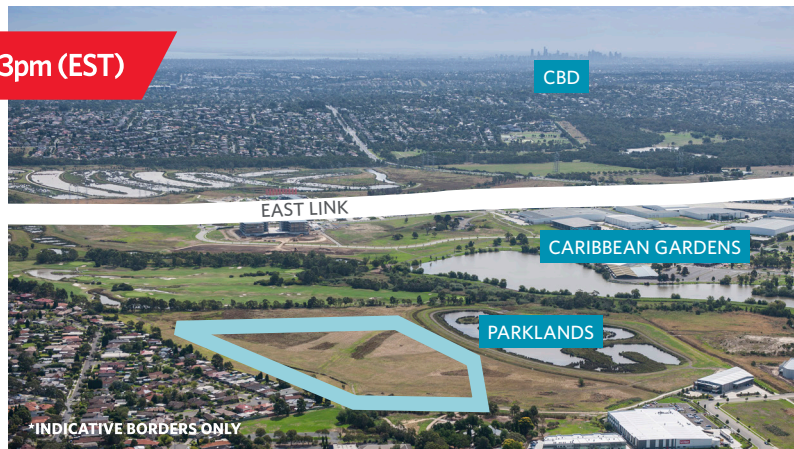 3pm (EST)
CBD
EAST LINK
CARIBBEAN GARDENS
PARKLANDS
*INDICATIVE BORDERS ONLY